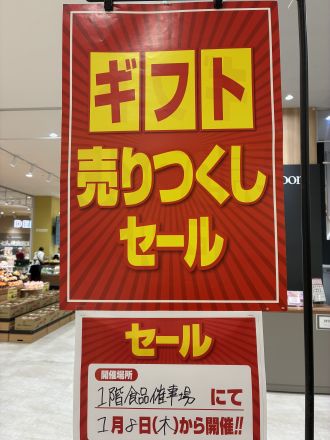 ギフト
売りつくし
セール
セール
開催場所
1階食品催事場 にて
1月8日(木)から開催!!